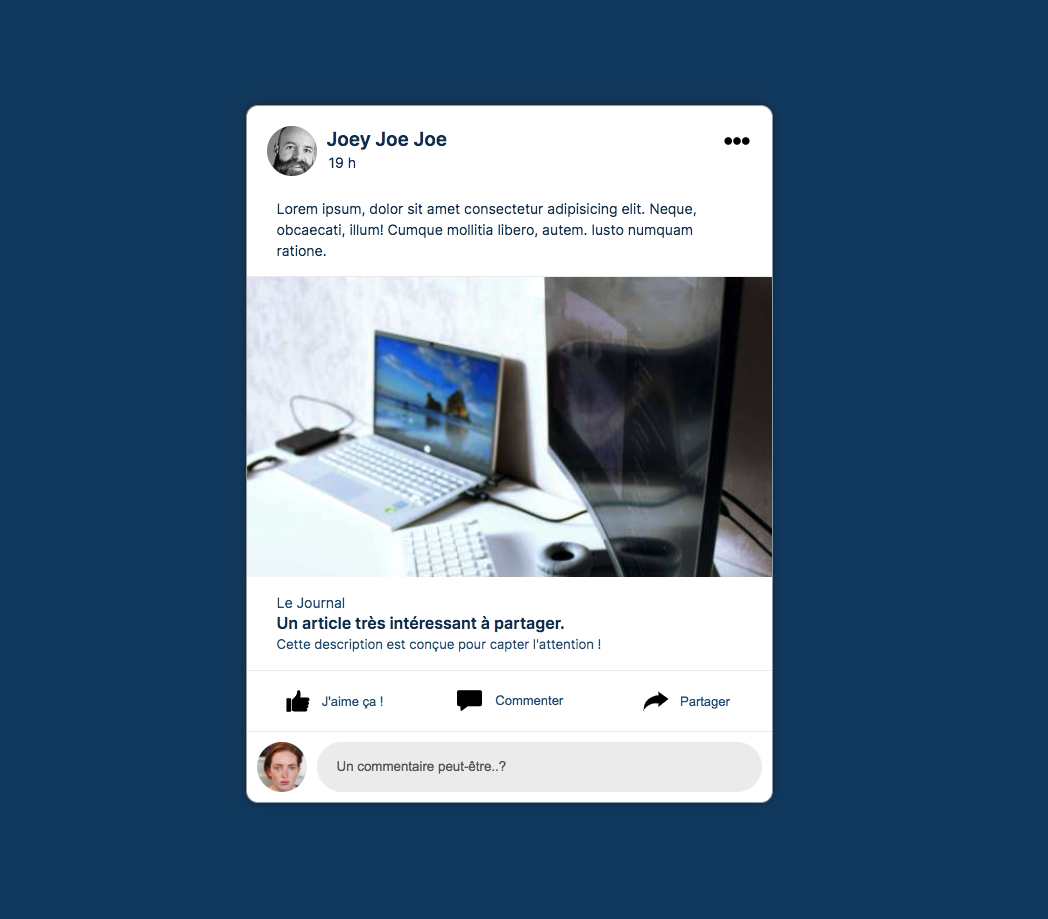 Joey Joe Joe
19 h
Lorem ipsum, dolor sit amet consectetur adipisicing elit. Neque,
obcaecati, illum! Cumque mollitia libero, autem. Iusto numquam
ratione.
Le Journal
Un article très intéressant à partager.
Cette description est conçue pour capter l'attention !
J'aime ça !
Commenter
Partager
Un commentaire peut-être..?